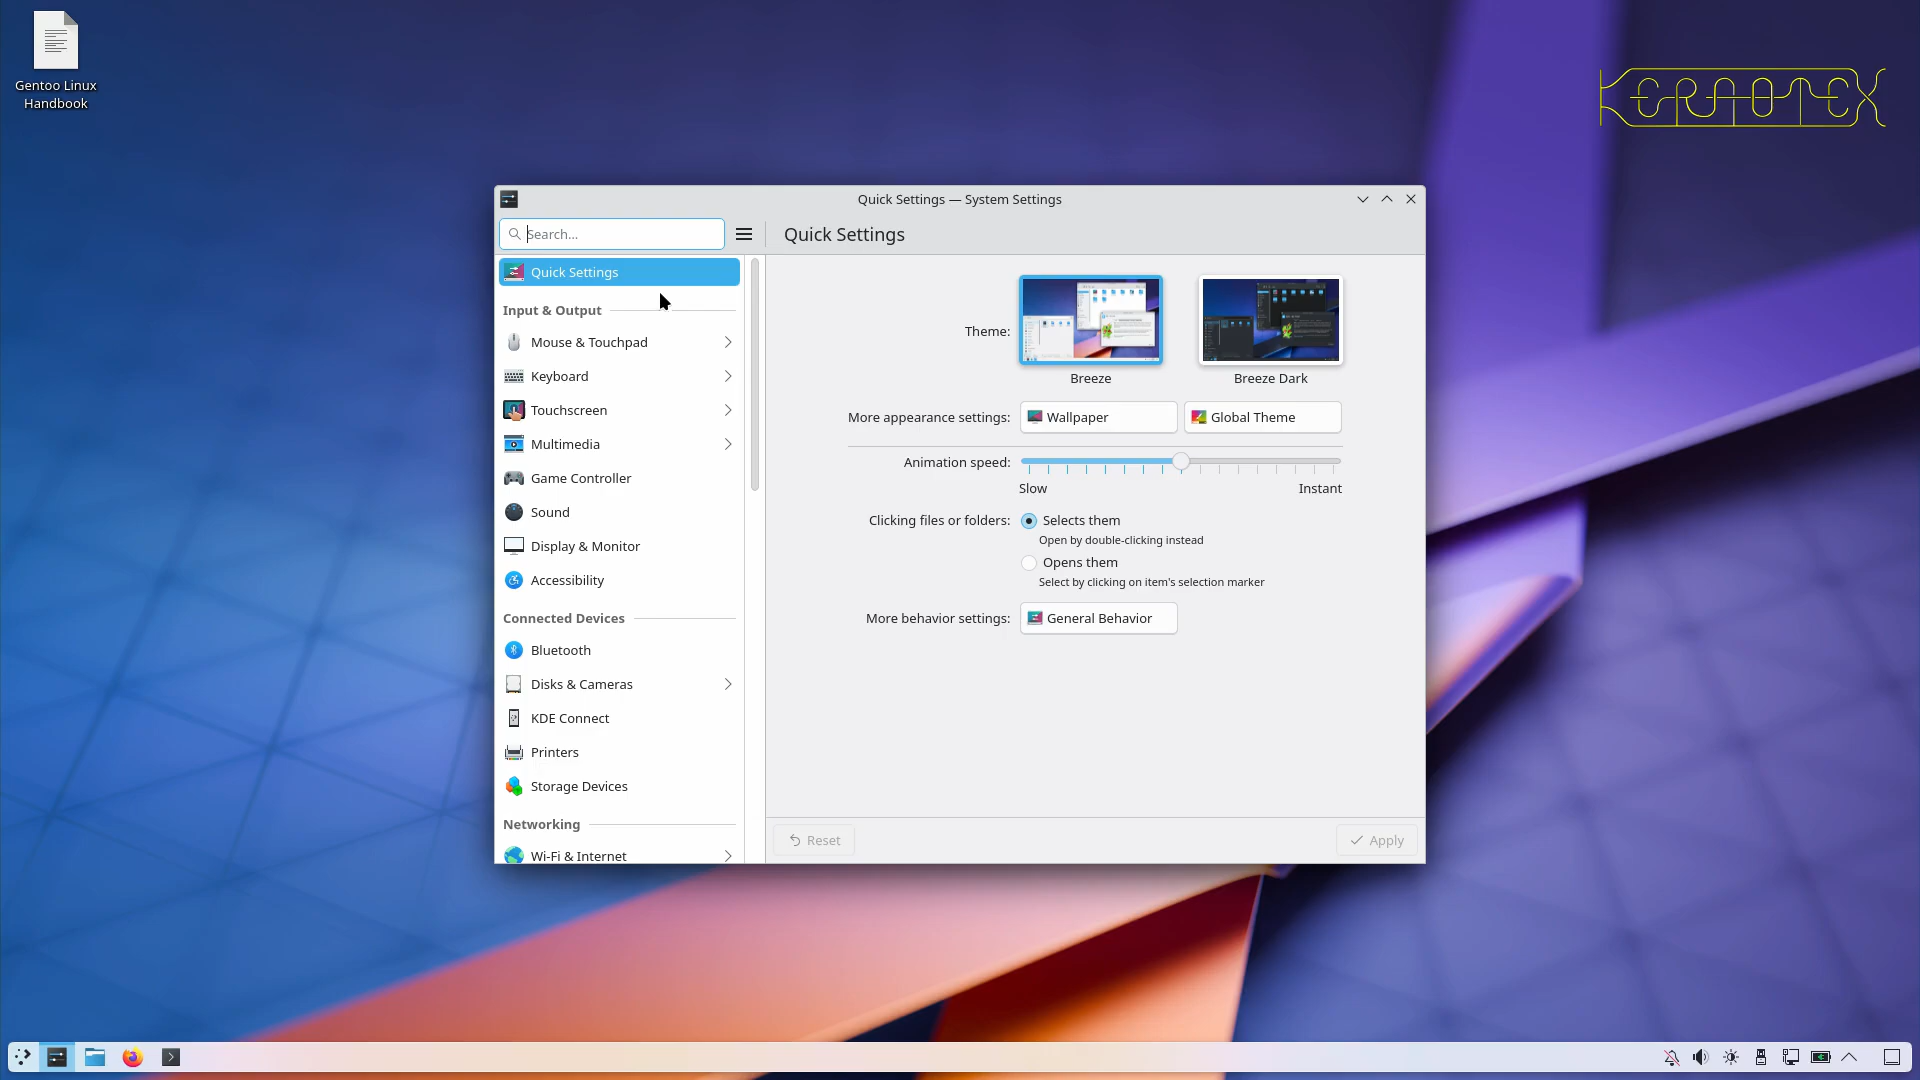 Gentoo Linux
Handbook
KERAOTEX
Quick Settings — System Settings
Search...
Quick Settings
Quick Settings
Input & Output
Mouse & Touchpad
Keyboard
Touchscreen
Multimedia
Game Controller
Sound
Display & Monitor
Accessibility
Connected Devices
Bluetooth
Disks & Cameras
KDE Connect
Printers
Storage Devices
Networking
Wi-Fi & Internet
Theme:
Breeze
Breeze Dark
More appearance settings:
Wallpaper
Global Theme
Animation speed:
Slow
Instant
Clicking files or folders:
Selects them
Open by double-clicking instead
Opens them
Select by clicking on item's selection marker
More behavior settings:
General Behavior
Reset
Apply